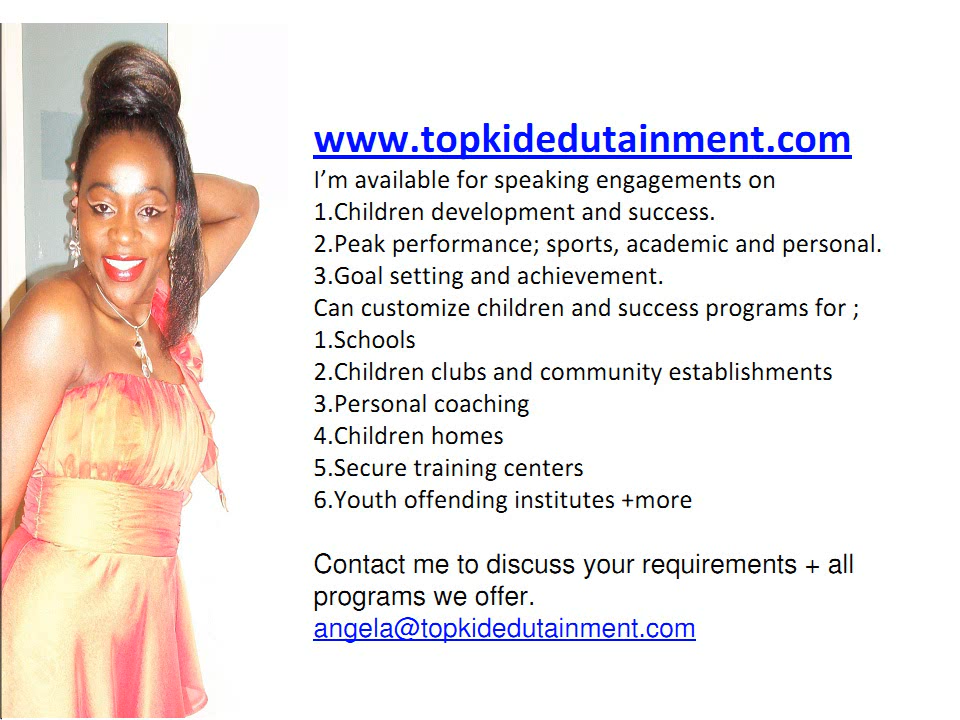 www.topkidedutainment.com
I’m available for speaking engagements on
1.Children development and success.
2.Peak performance; sports, academic and personal.
3.Goal setting and achievement.
Can customize children and success programs for ;
1.Schools
2.Children clubs and community establishments
3.Personal coaching
4.Children homes
5.Secure training centers
6.Youth offending institutes +more
Contact me to discuss your requirements + all
programs we offer.
angela@topkidedutainment.com